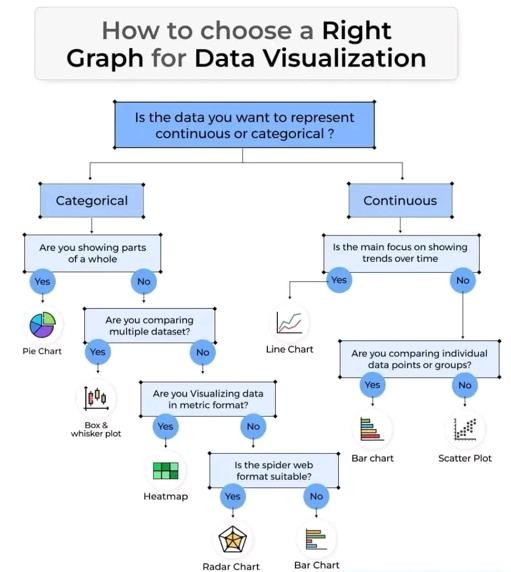 How to choose a Right
Graph for Data Visualization
Is the data you want to represent
continuous or categorical ?
Categorical
Continuous
Are you showing parts
of a whole
Is the main focus on showing
trends over time
Yes
No
Yes
No
Pie Chart
Are you comparing
multiple dataset?
Line Chart
Are you comparing individual
data points or groups?
Yes
No
Yes
No
Box &
whisker plot
Are you Visualizing data
in metric format?
Bar chart
Scatter Plot
Yes
No
Heatmap
Is the spider web
format suitable?
Yes
No
Radar Chart
Bar Chart